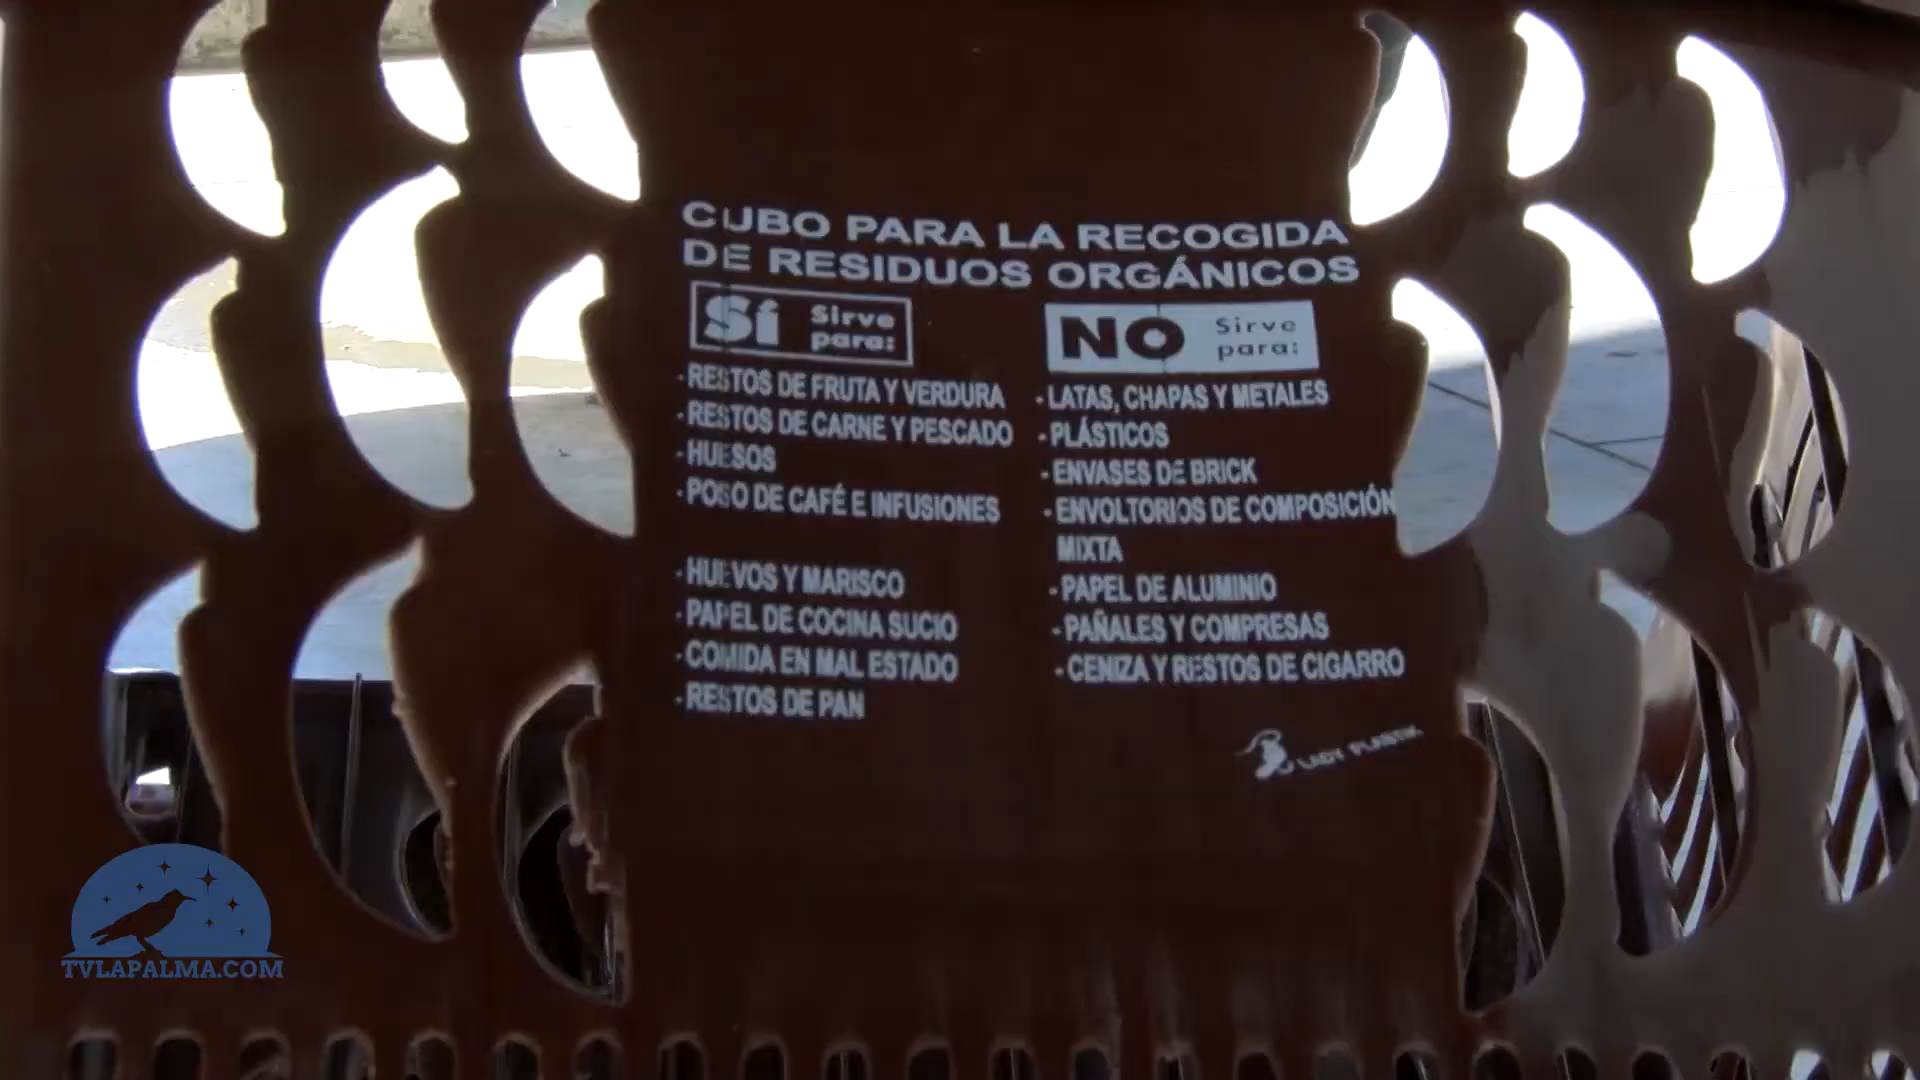 CUBO PARA LA RECOGIDA
DE RESIDUOS ORGÁNICOS
SÍ Sirve para:
- RESTOS DE FRUTA Y VERDURA
- RESTOS DE CARNE Y PESCADO
- HUESOS
- POSO DE CAFÉ E INFUSIONES
- HUEVOS Y MARISCO
- PAPEL DE COCINA SUCIO
- COMIDA EN MAL ESTADO
- RESTOS DE PAN
NO Sirve para:
- LATAS, CHAPAS Y METALES
- PLÁSTICOS
- ENVASES DE BRICK
- ENVOLTORIOS DE COMPOSICIÓN
MIXTA
- PAPEL DE ALUMINIO
- PAÑALES Y COMPRESAS
- CENIZA Y RESTOS DE CIGARRO
LADY PLASTIK
TVLAPALMA.COM